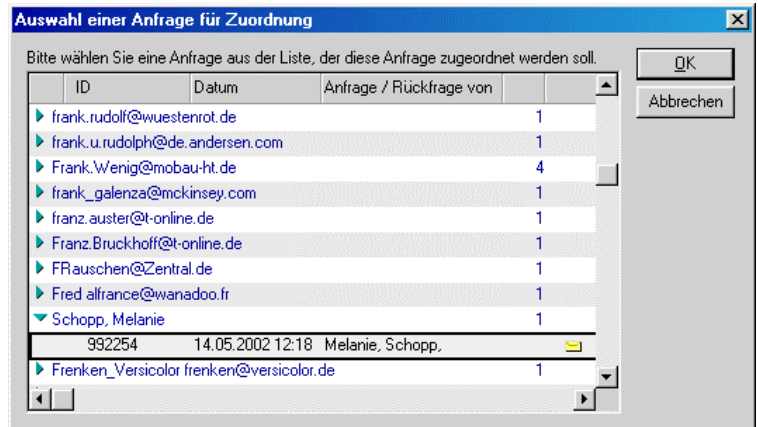 Auswahl einer Anfrage für Zuordnung
Bitte wählen Sie eine Anfrage aus der Liste, der diese Anfrage zugeordnet werden soll.
OK
Abbrechen
ID Datum Anfrage / Rückfrage von
frank.rudolf@wuestenrot.de 1
frank.u.rudolph@de.andersen.com 1
Frank.Wenig@mobau-ht.de 4
frank_galenza@mckinsey.com 1
franz.auster@t-online.de 1
Franz.Bruckhoff@t-online.de 1
FRauschen@Zentral.de 1
Fred alfrance@wanadoo.fr 1
Schopp, Melanie 1
992254 14.05.2002 12:18 Melanie, Schopp,
Frenken_Versicolor frenken@versicolor.de 1